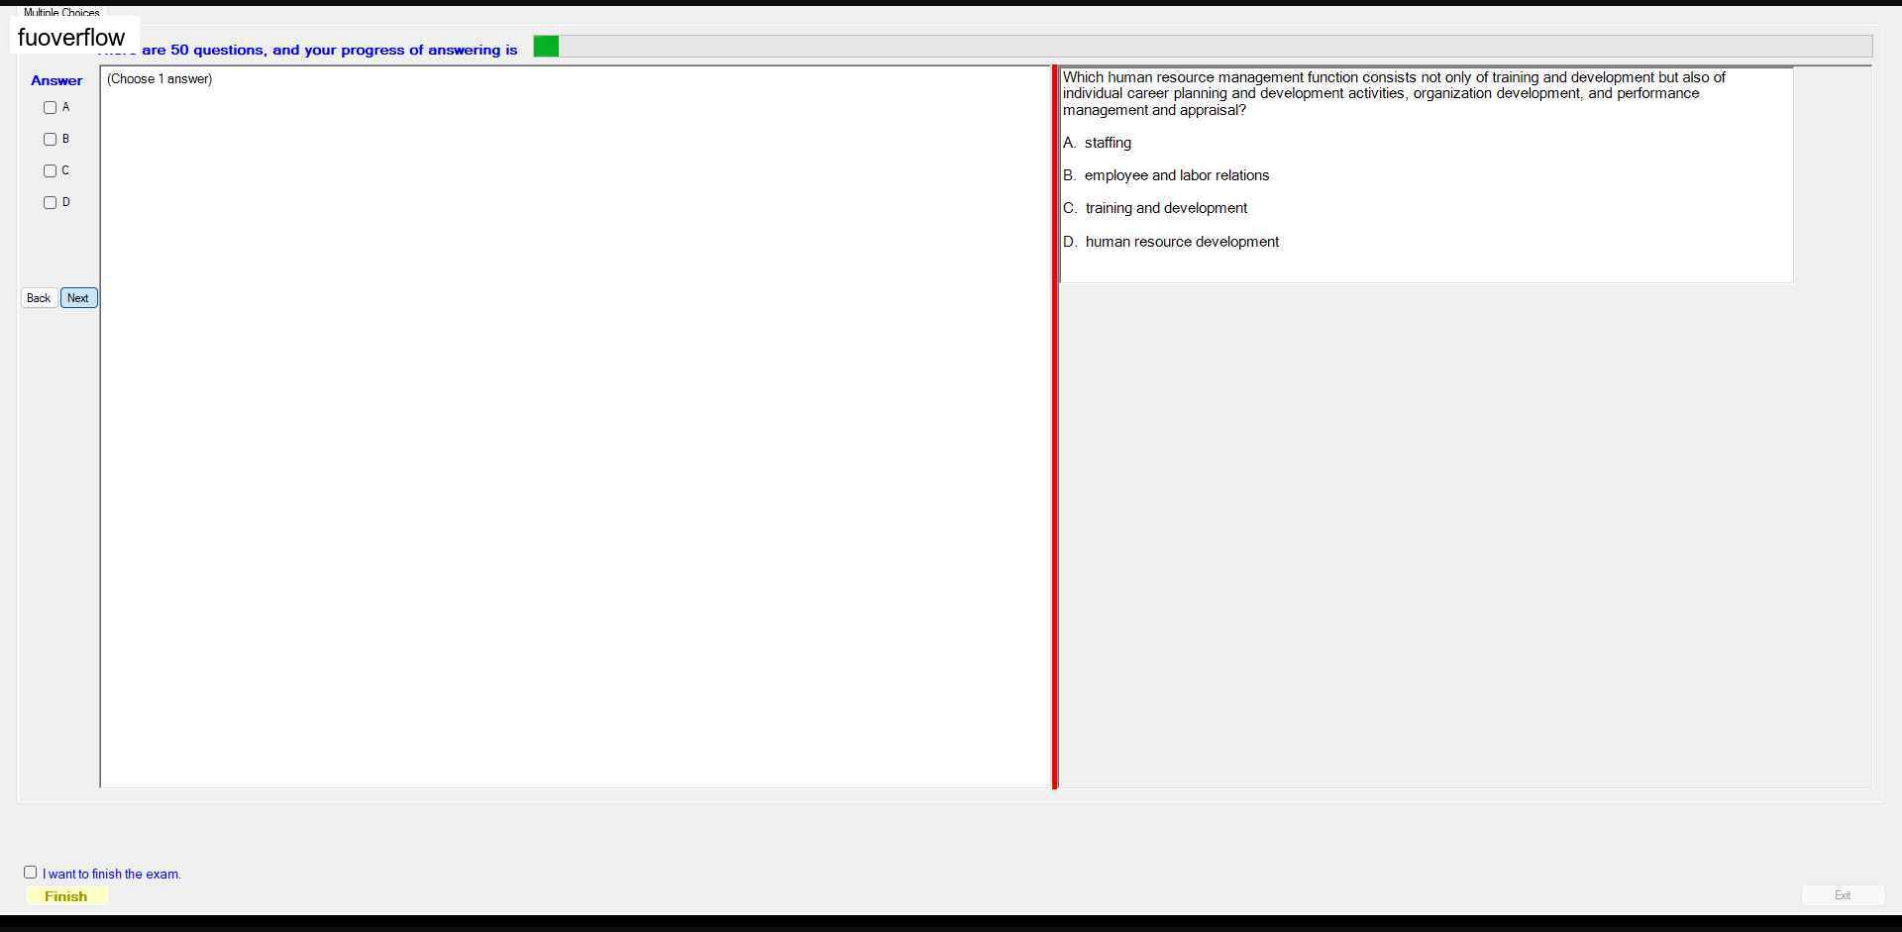 Multiple Choices
fuoverflow
are 50 questions, and your progress of answering is
Answer
(Choose 1 answer)
A
B
C
D
Back
Next
Which human resource management function consists not only of training and development but also of
individual career planning and development activities, organization development, and performance
management and appraisal?
A. staffing
B. employee and labor relations
C. training and development
D. human resource development
I want to finish the exam.
Finish
Exit